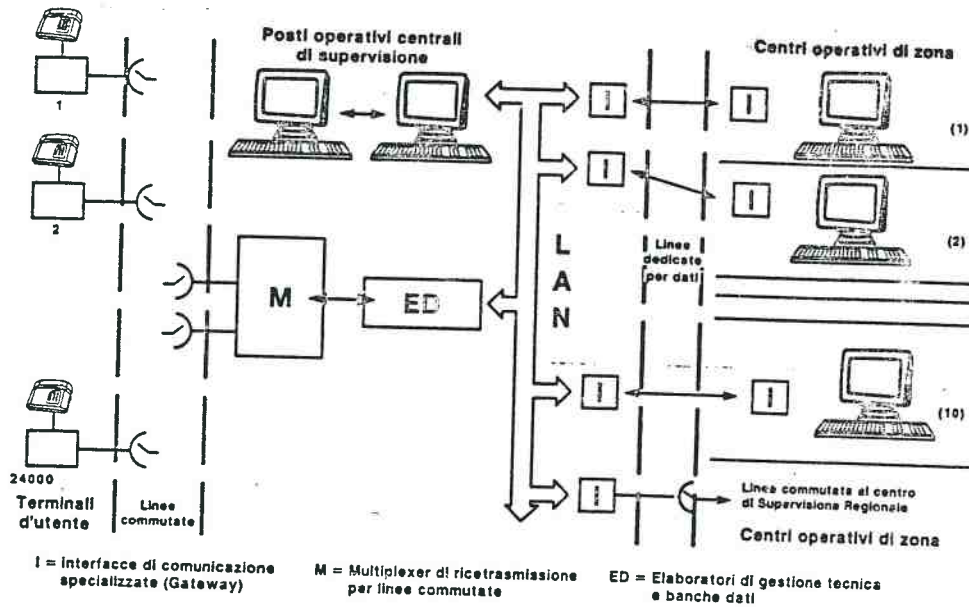 Posti operativi centrali
di supervisione
Centri operativi di zona
1
2
24000
Terminali
d'utente
Linee
commutate
M
ED
L
A
N
I
I
(1)
I
I
(2)
Linee
dedicate
per dati
I
I
(10)
I
Linea commutata al centro
di Supervisione Regionale
Centri operativi di zona
I = Interfacce di comunicazione
specializzate (Gateway)
M = Multiplexer di ricetrasmissione
per linee commutate
ED = Elaboratori di gestione tecnica
e banche dati